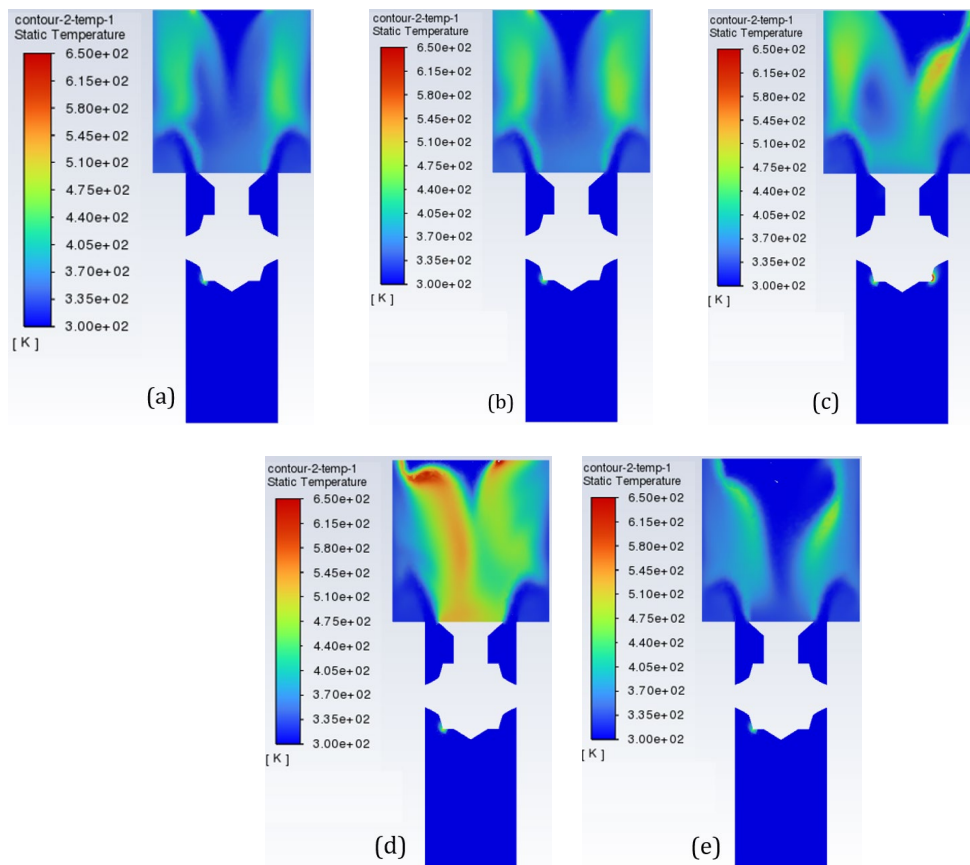 contour-2-temp-1
Static Temperature
6.50e+02
6.15e+02
5.80e+02
5.45e+02
5.10e+02
4.75e+02
4.40e+02
4.05e+02
3.70e+02
3.35e+02
3.00e+02
[ K ]
(a)
contour-2-temp-1
Static Temperature
6.50e+02
6.15e+02
5.80e+02
5.45e+02
5.10e+02
4.75e+02
4.40e+02
4.05e+02
3.70e+02
3.35e+02
3.00e+02
[ K ]
(b)
contour-2-temp-1
Static Temperature
6.50e+02
6.15e+02
5.80e+02
5.45e+02
5.10e+02
4.75e+02
4.40e+02
4.05e+02
3.70e+02
3.35e+02
3.00e+02
[ K ]
(c)
contour-2-temp-1
Static Temperature
6.50e+02
6.15e+02
5.80e+02
5.45e+02
5.10e+02
4.75e+02
4.40e+02
4.05e+02
3.70e+02
3.35e+02
3.00e+02
[ K ]
(d)
contour-2-temp-1
Static Temperature
6.50e+02
6.15e+02
5.80e+02
5.45e+02
5.10e+02
4.75e+02
4.40e+02
4.05e+02
3.70e+02
3.35e+02
3.00e+02
[ K ]
(e)